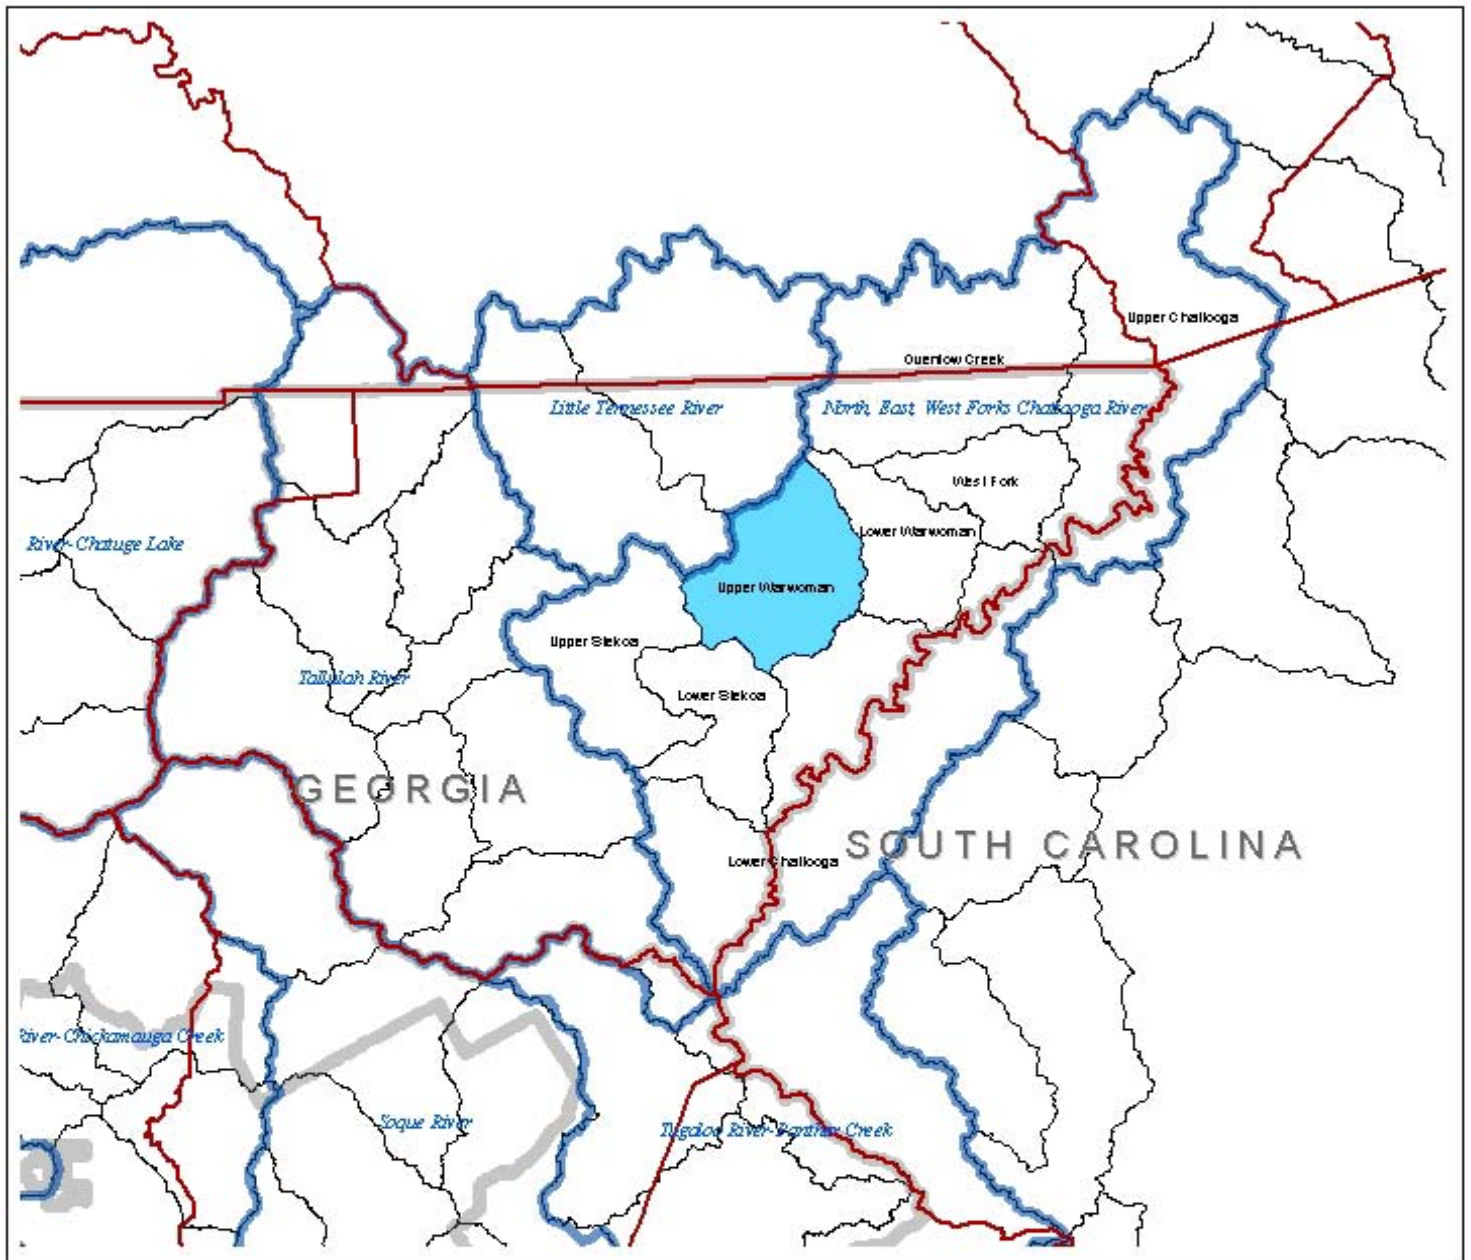 Upper Chattooga
Overflow Creek
Little Tennessee River
North, East, West Forks Chattooga River
West Fork
Lower Warwoman
River-Chatuge Lake
Upper Warwoman
Upper Stekoa
Tallulah River
Lower Stekoa
GEORGIA
SOUTH CAROLINA
Lower Chattooga
River-Chickamauga Creek
Soque River
Tugaloo River-Panther Creek